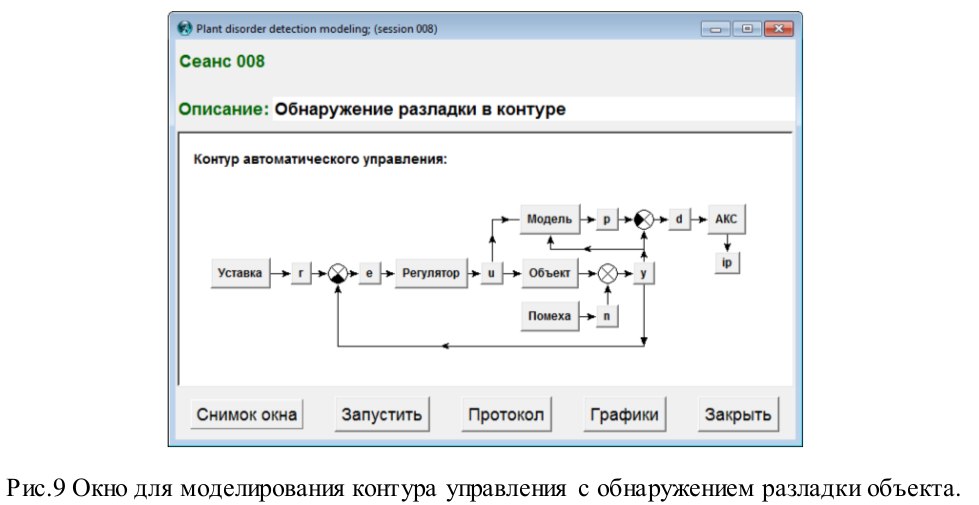 Plant disorder detection modeling; (session 008)
Сеанс 008
Описание: Обнаружение разладки в контуре
Контур автоматического управления:
Модель p d АКС
ip
Уставка r e Регулятор u Объект y
Помеха n
Снимок окна Запустить Протокол Графики Закрыть
Рис.9 Окно для моделирования контура управления с обнаружением разладки объекта.